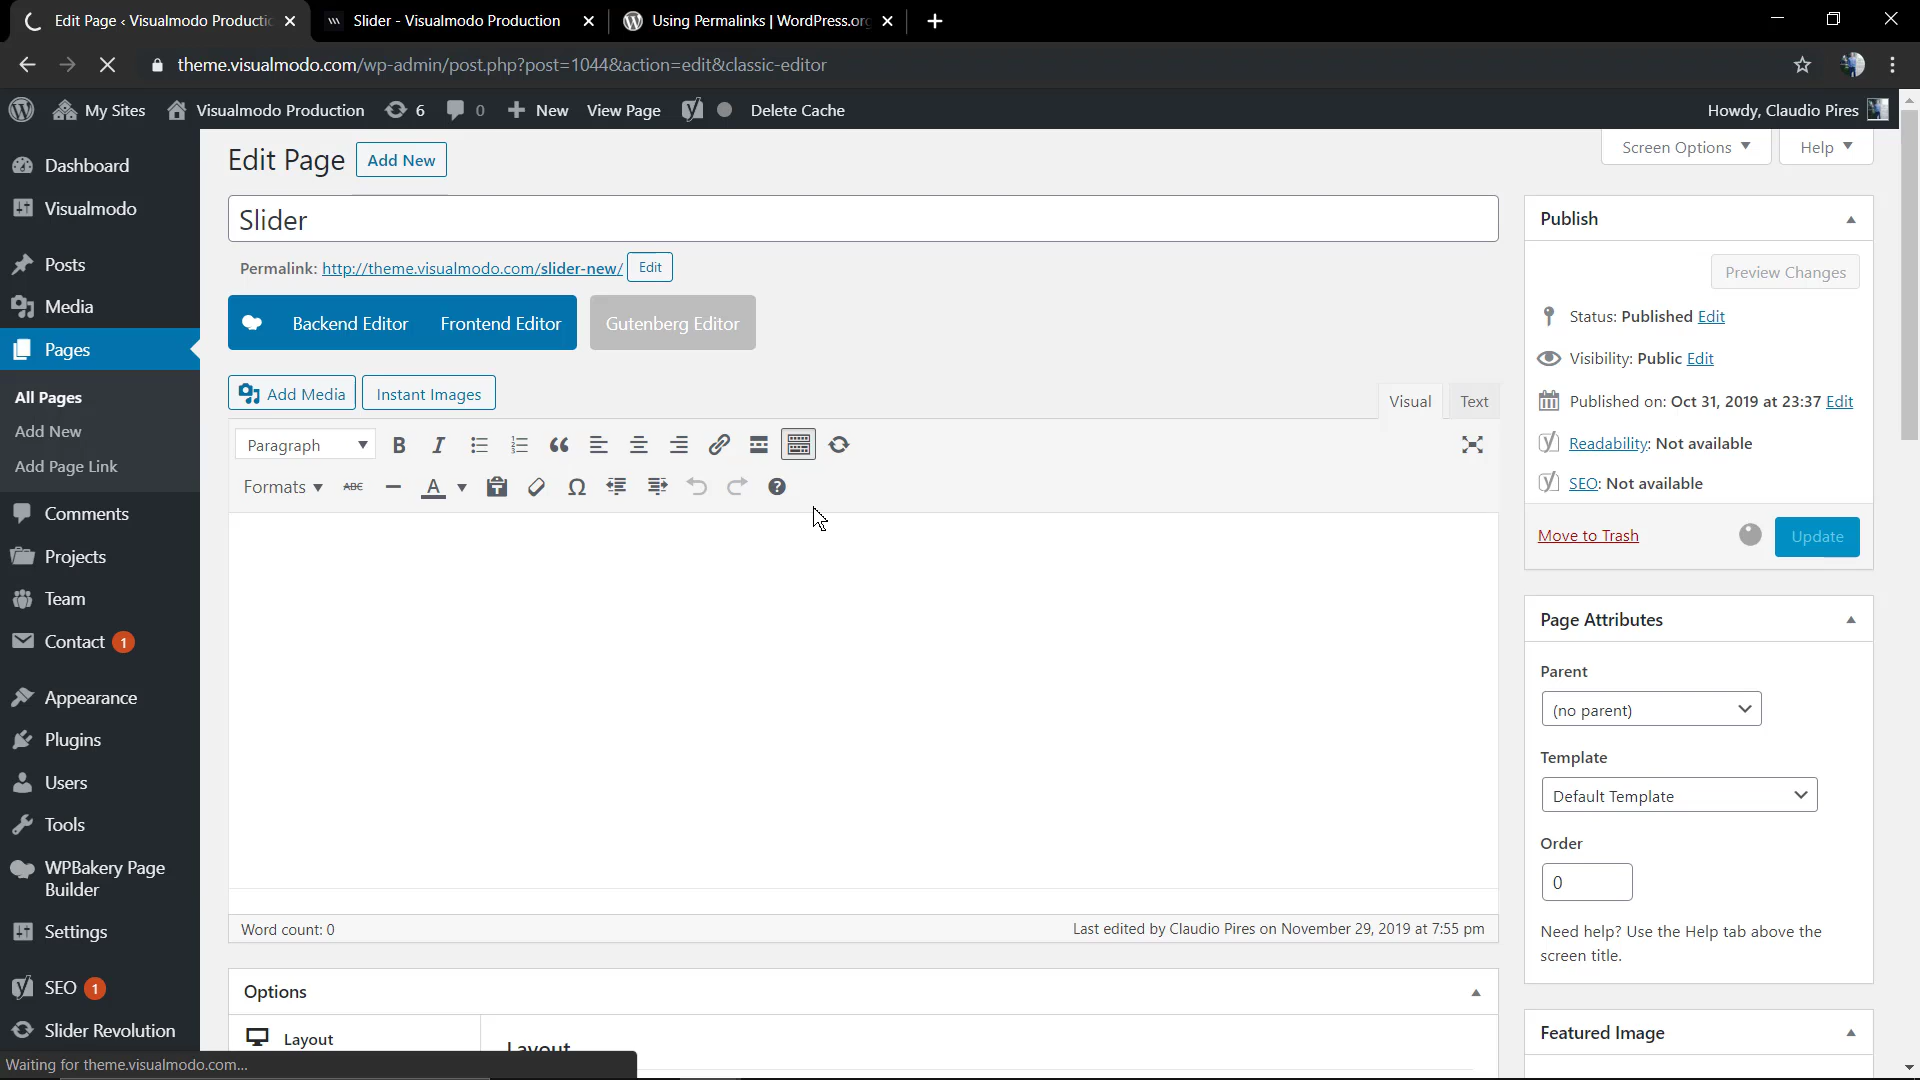 Edit Page ‹ Visualmodo Productio
Slider - Visualmodo Production
Using Permalinks | WordPress.or
theme.visualmodo.com/wp-admin/post.php?post=1044&action=edit&classic-editor
My Sites
Visualmodo Production
6
0
New
View Page
Delete Cache
Howdy, Claudio Pires
Dashboard
Visualmodo
Posts
Media
Pages
All Pages
Add New
Add Page Link
Comments
Projects
Team
Contact 1
Appearance
Plugins
Users
Tools
WPBakery Page
Builder
Settings
SEO 1
Slider Revolution
Edit Page
Add New
Screen Options
Help
Slider
Permalink: http://theme.visualmodo.com/slider-new/ Edit
Backend Editor
Frontend Editor
Gutenberg Editor
Add Media
Instant Images
Visual
Text
Paragraph
B
I
Formats
ABC
A
Ω
Word count: 0
Last edited by Claudio Pires on November 29, 2019 at 7:55 pm
Options
Layout
Layout
Publish
Preview Changes
Status: Published Edit
Visibility: Public Edit
Published on: Oct 31, 2019 at 23:37 Edit
Readability: Not available
SEO: Not available
Move to Trash
Update
Page Attributes
Parent
(no parent)
Template
Default Template
Order
0
Need help? Use the Help tab above the
screen title.
Featured Image
Waiting for theme.visualmodo.com...